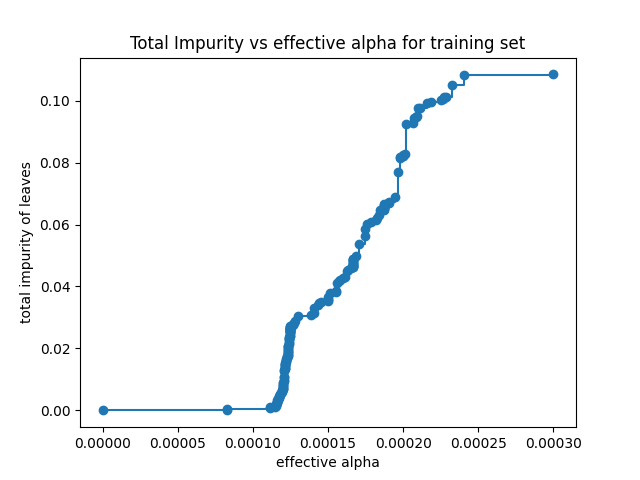 Total Impurity vs effective alpha for training set
total impurity of leaves
0.10
0.08
0.06
0.04
0.02
0.00
0.00000 0.00005 0.00010 0.00015 0.00020 0.00025 0.00030
effective alpha